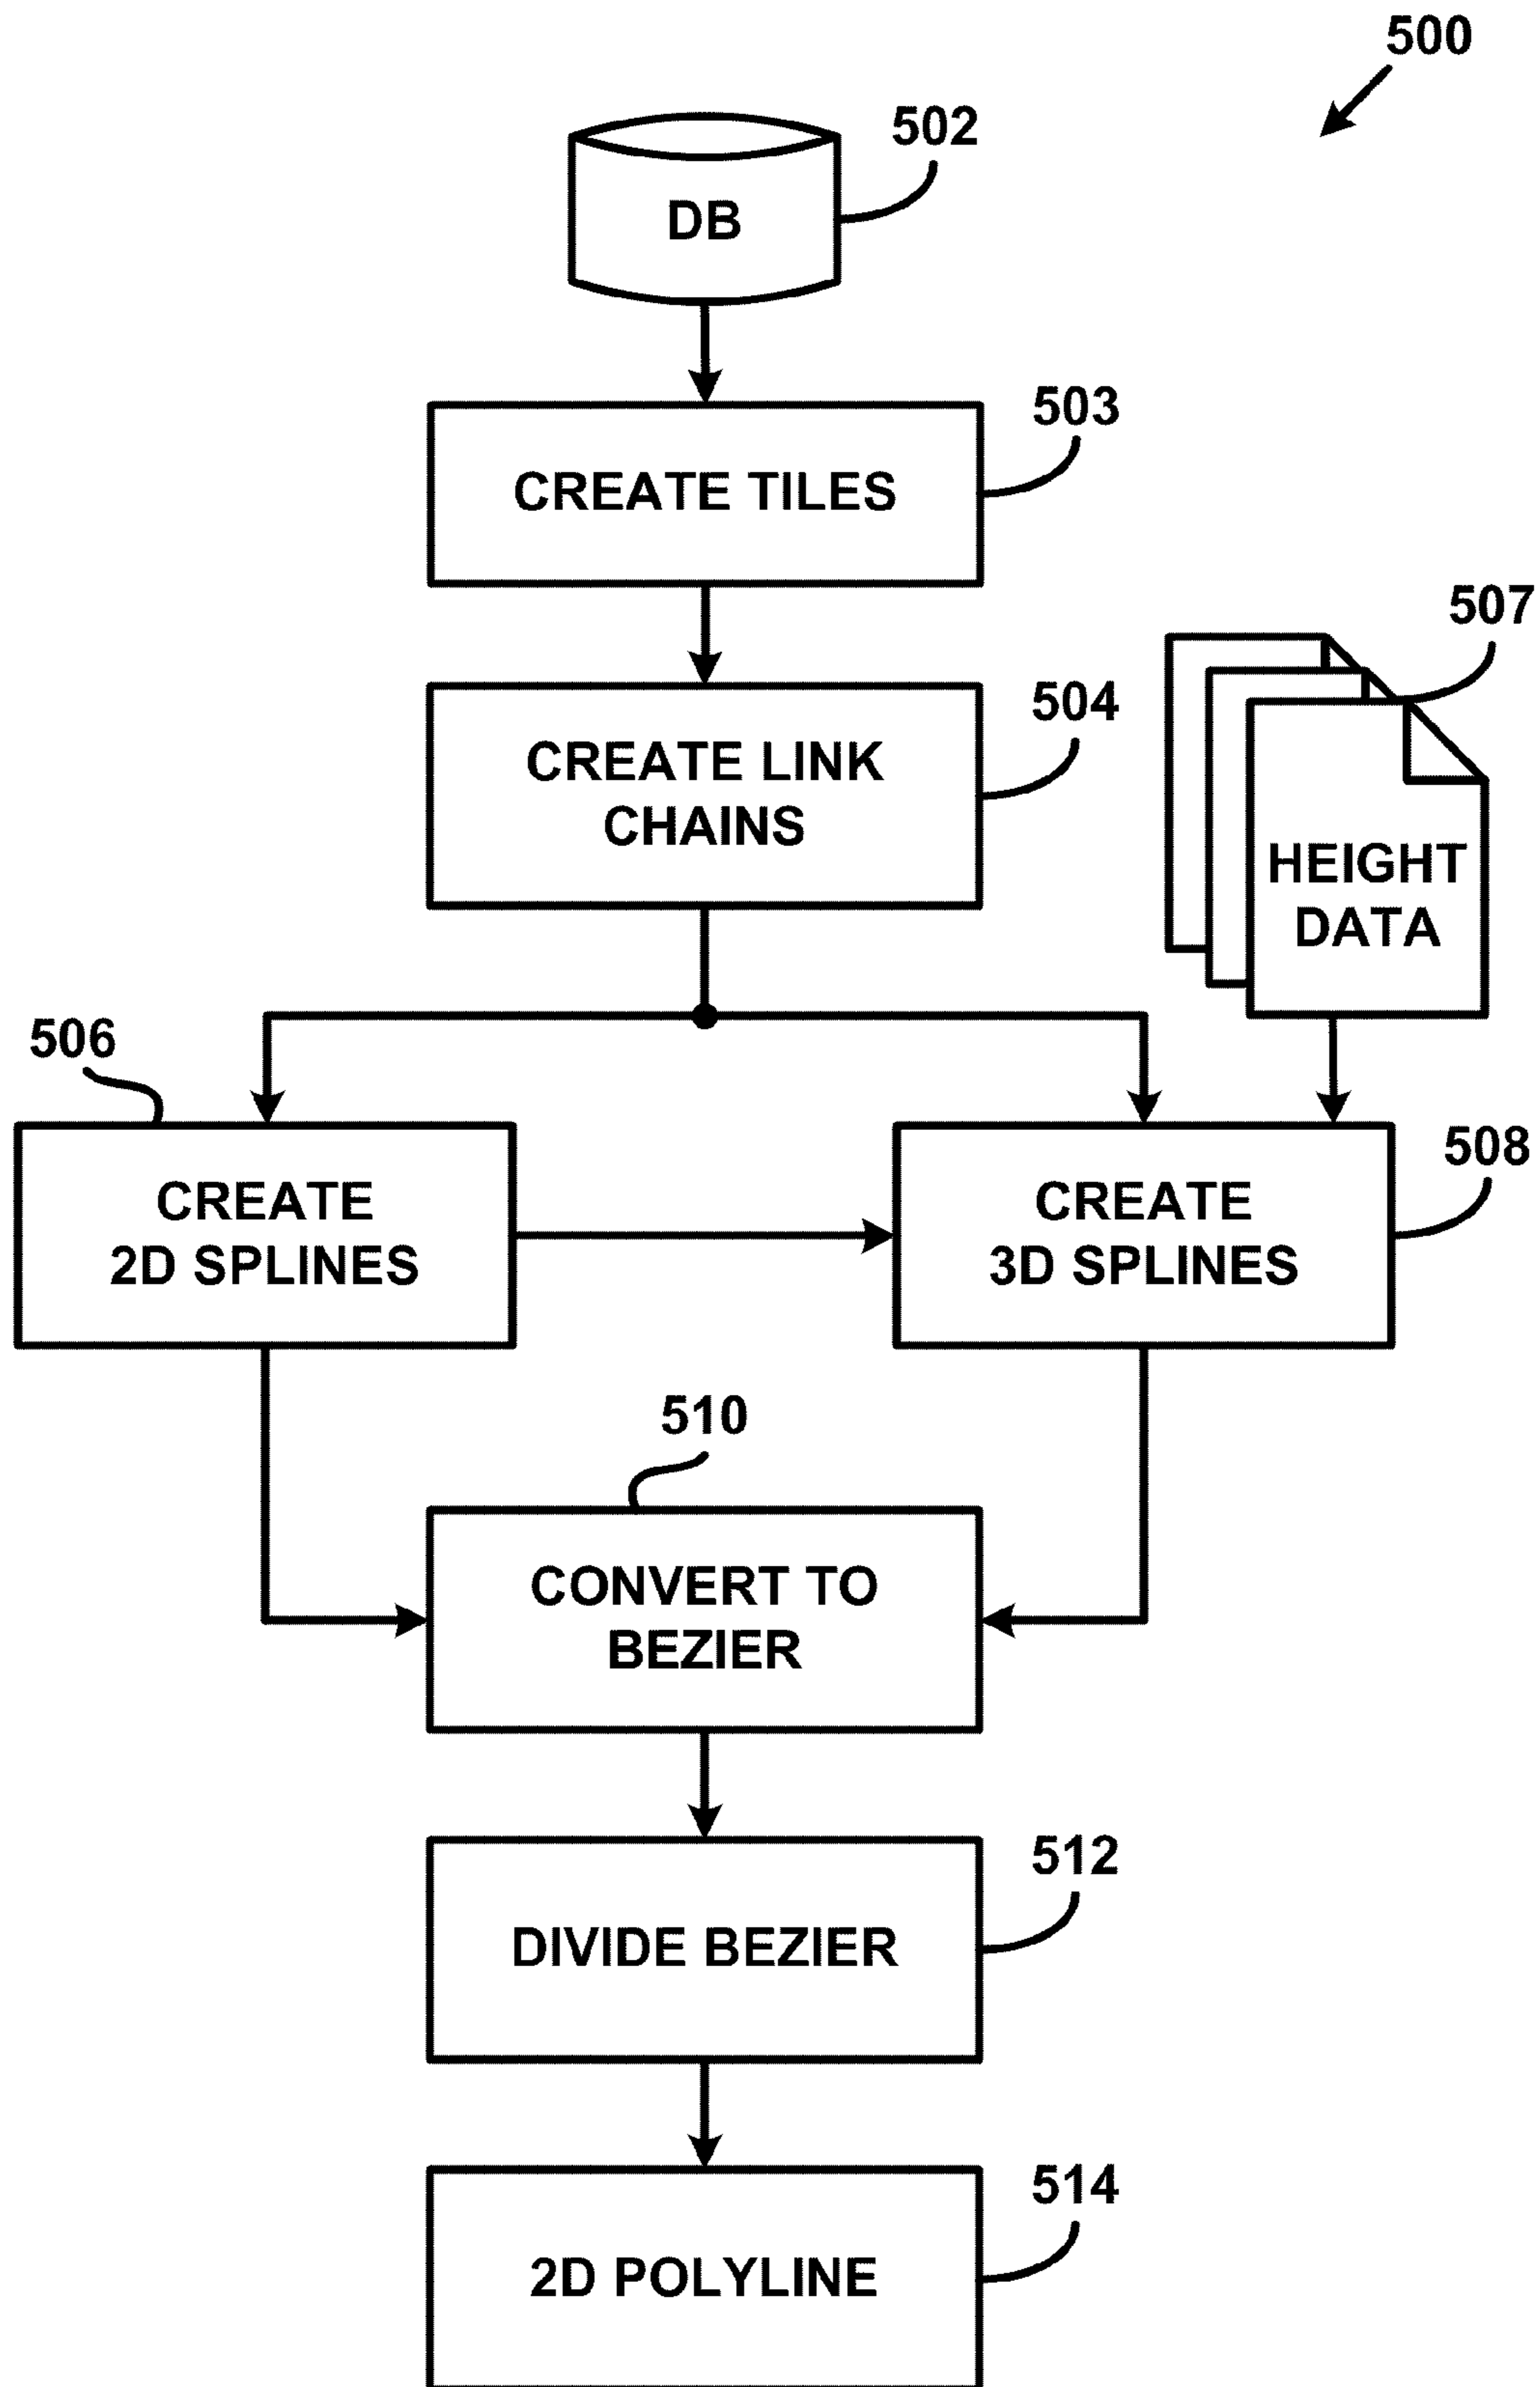 500
502
DB
503
CREATE TILES
507
504
CREATE LINK
CHAINS
HEIGHT
DATA
506
508
CREATE
2D SPLINES
CREATE
3D SPLINES
510
CONVERT TO
BEZIER
512
DIVIDE BEZIER
514
2D POLYLINE